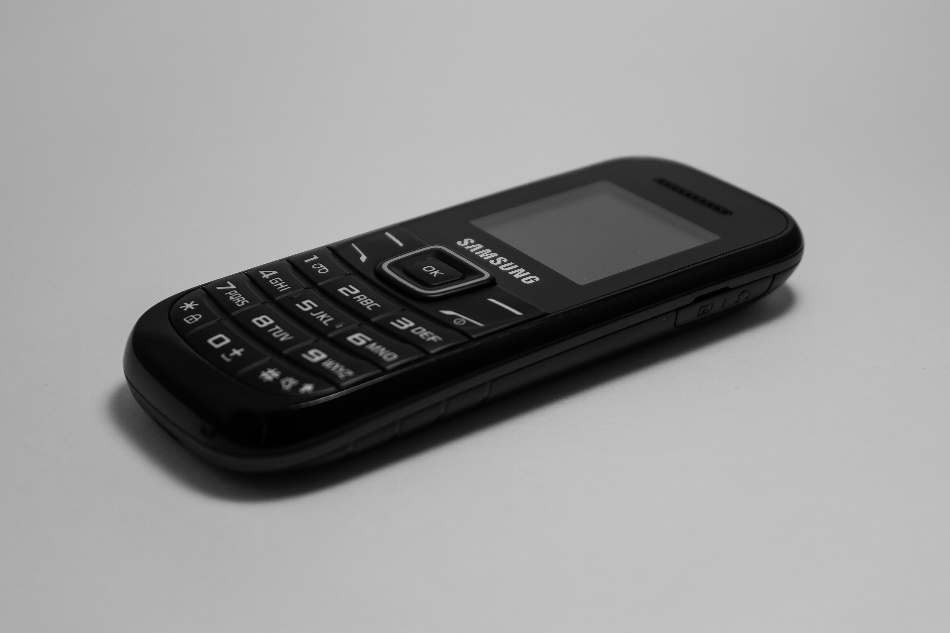 SAMSUNG
OK
1
2 ABC
3 DEF
4 GHI
5 JKL
6 MNO
7 PQRS
8 TUV
9 WXYZ
*
0 +
#